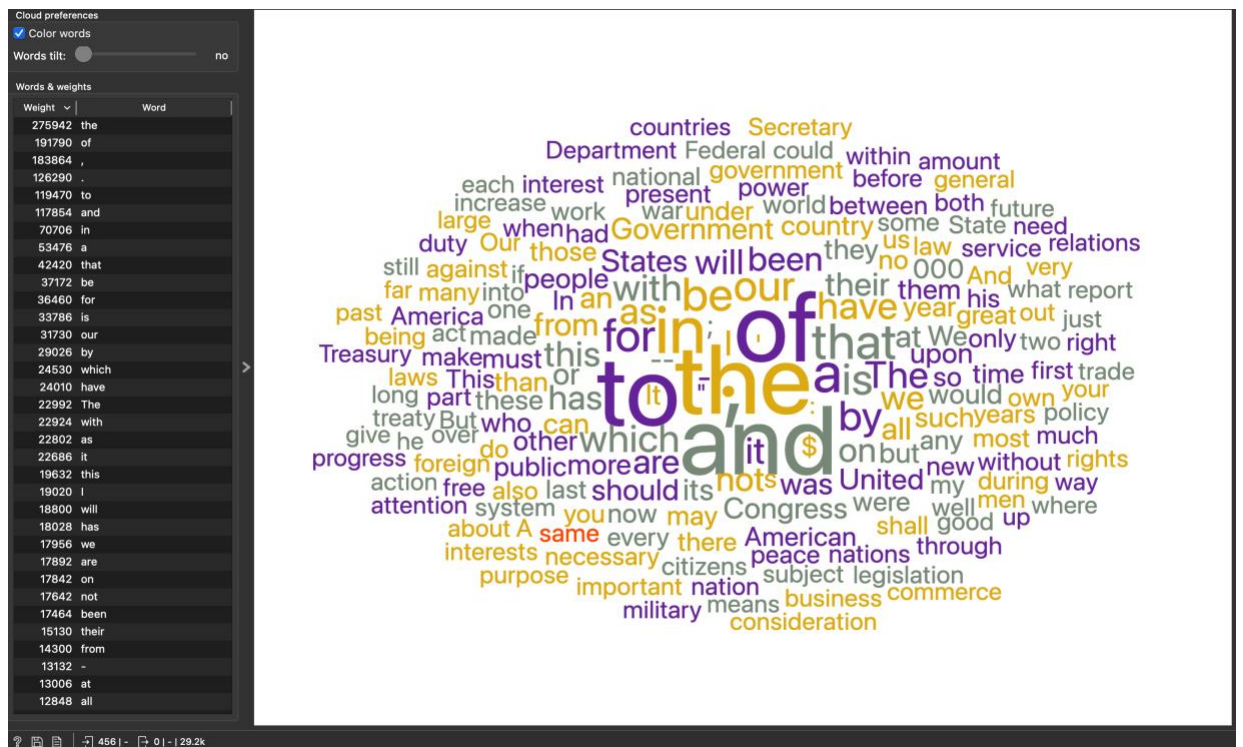 Cloud preferences
Color words
Words tilt: no
Words & weights
Weight Word
275942 the
191790 of
183864 ,
126290 .
119470 to
117854 and
70706 in
53476 a
42420 that
37172 be
36460 for
33786 is
31730 our
29026 by
24530 which
24010 have
22992 The
22924 with
22802 as
22686 it
19632 this
19020 I
18800 will
18028 has
17956 we
17892 are
17842 on
17642 not
17464 been
15130 their
14300 from
13132 -
13006 at
12848 all
456 | - 0 | - | 29.2k
countries Secretary
Department Federal could within amount
each interest national government before general
increase work present power
large war under world between both future
when had Government country some State need
duty Our those they us law service relations
still against if people States will been no 000 And very
far many into In an with be our their them his what report
past America one from as ; I ' have year great out just
being act made for in of that at We only two right
Treasury make must this -- upon
laws This than or to the a is The so time first trade
long part these has It - " , : we would own your
treaty But who can by all such years policy
give he over do other which and it $ on but any most much
progress foreign public more are new without rights
action free also last should its not s was United my during way
attention system you now may Congress were well men where
about A same every there American shall good up
interests necessary citizens peace nations through
purpose important nation subject legislation
military means business commerce
consideration